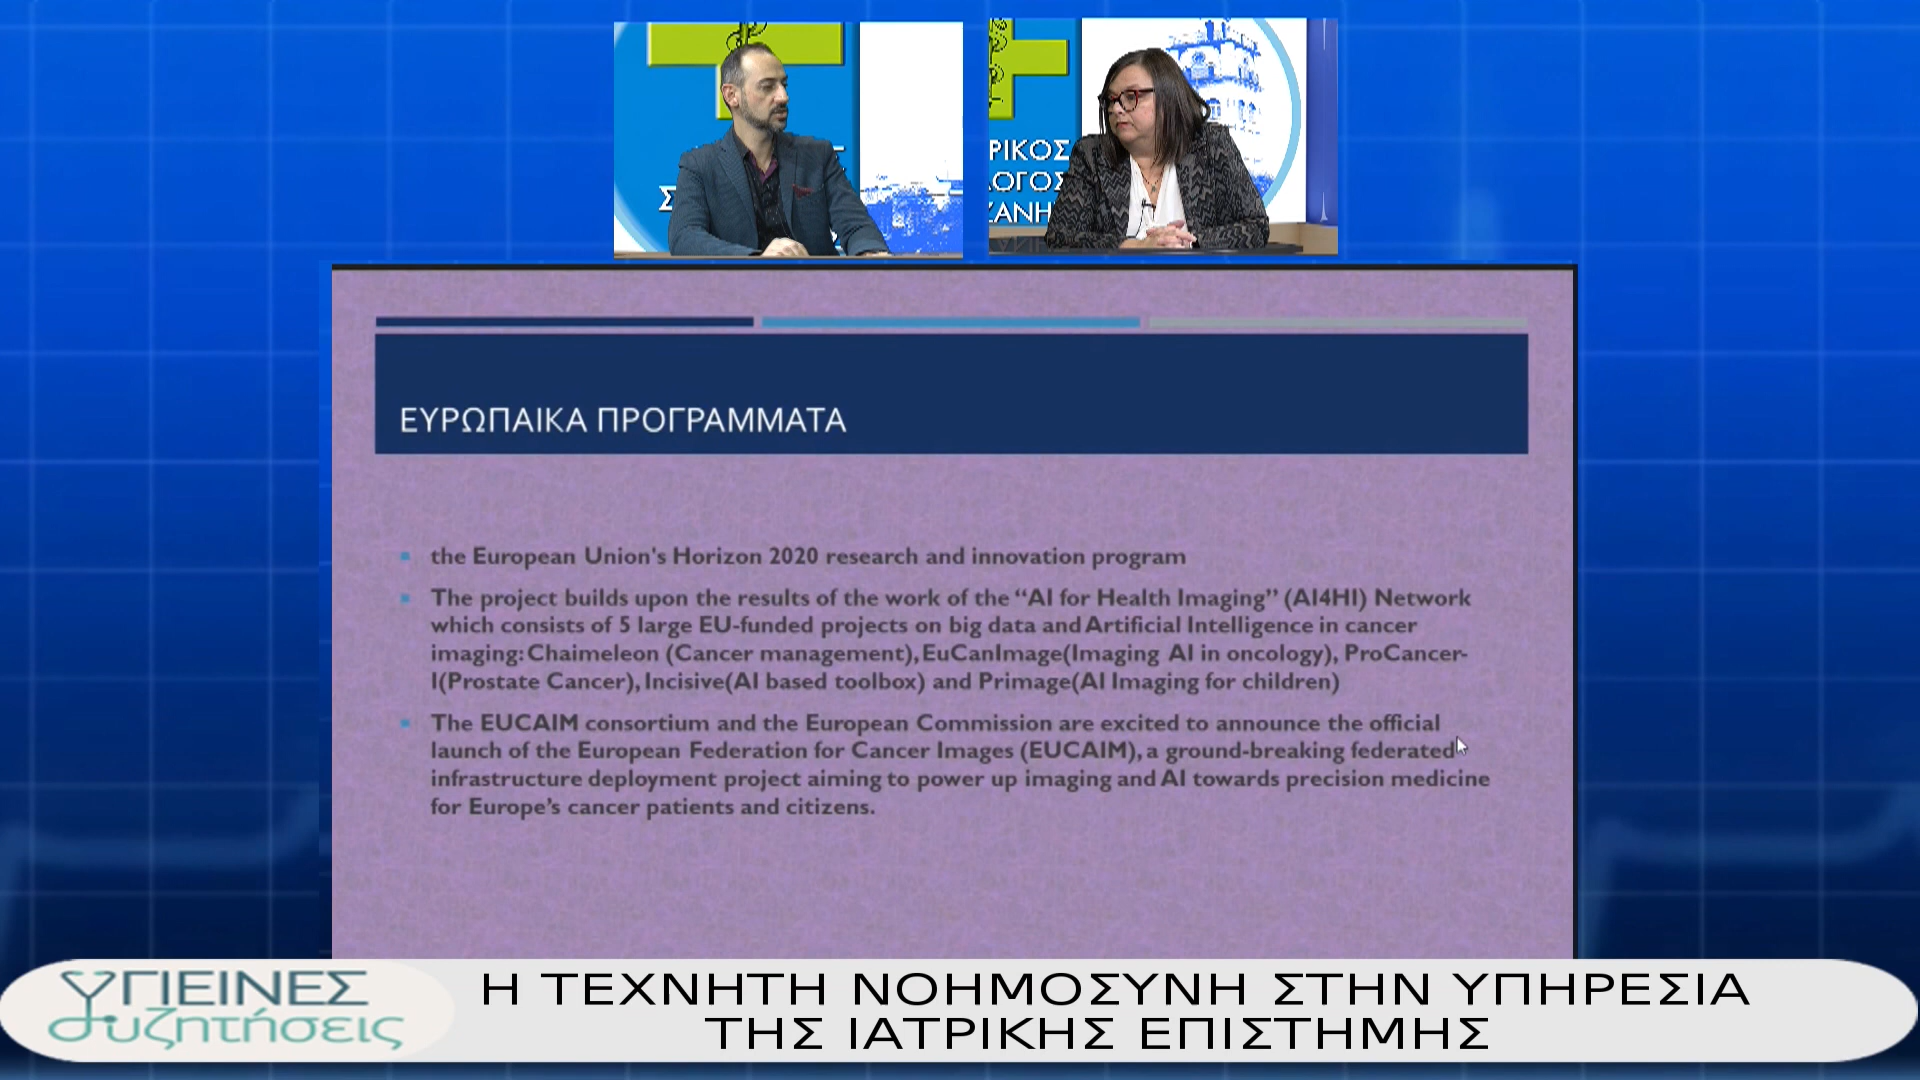 ΡΙΚΟΣ
ΛΟΓΟΣ
ΖΑΝΗ
Σ
ΕΥΡΩΠΑΙΚΑ ΠΡΟΓΡΑΜΜΑΤΑ
the European Union's Horizon 2020 research and innovation program
The project builds upon the results of the work of the “AI for Health Imaging” (AI4HI) Network
which consists of 5 large EU-funded projects on big data and Artificial Intelligence in cancer
imaging: Chaimeleon (Cancer management), EuCanImage(Imaging AI in oncology), ProCancer-
I(Prostate Cancer), Incisive(AI based toolbox) and Primage(AI Imaging for children)
The EUCAIM consortium and the European Commission are excited to announce the official
launch of the European Federation for Cancer Images (EUCAIM), a ground-breaking federated
infrastructure deployment project aiming to power up imaging and AI towards precision medicine
for Europe’s cancer patients and citizens.
ΥΓΙΕΙΝΕΣ
συζητήσεις
Η ΤΕΧΝΗΤΗ ΝΟΗΜΟΣΥΝΗ ΣΤΗΝ ΥΠΗΡΕΣΙΑ
ΤΗΣ ΙΑΤΡΙΚΗΣ ΕΠΙΣΤΗΜΗΣ